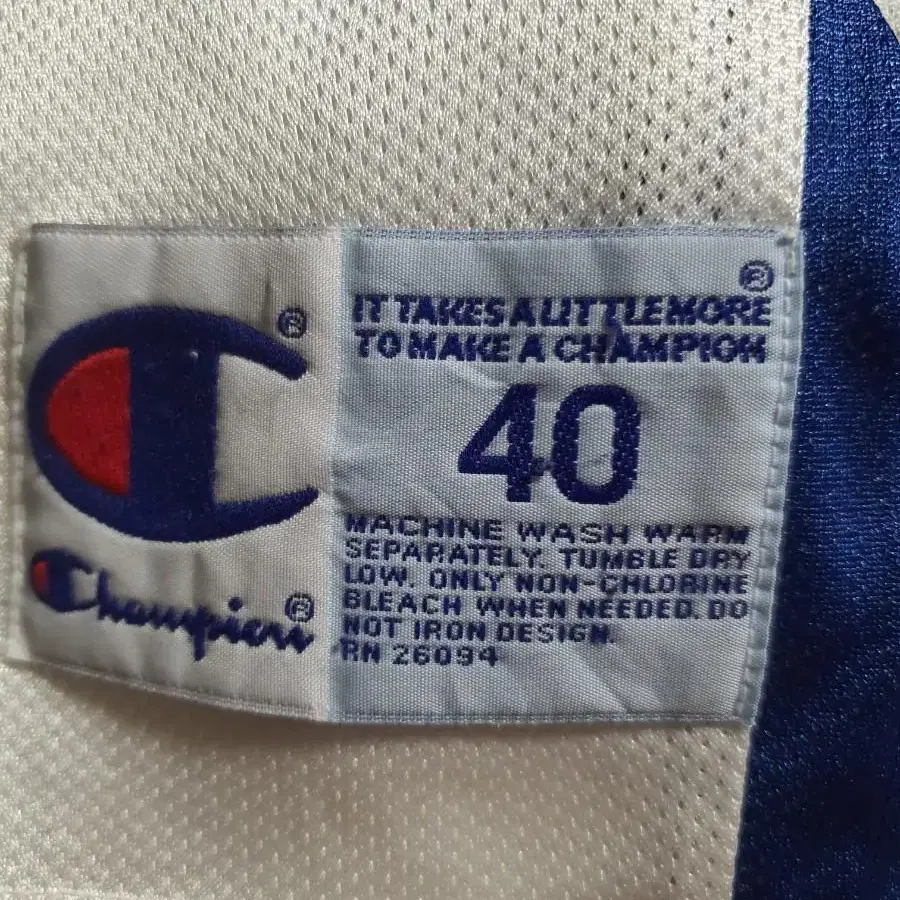 ®
IT TAKES A LITTLE MORE
TO MAKE A CHAMPION
40
MACHINE WASH WARM
SEPARATELY. TUMBLE DRY
LOW. ONLY NON-CHLORINE
BLEACH WHEN NEEDED. DO
NOT IRON DESIGN.
RN 26094
®
Champion®